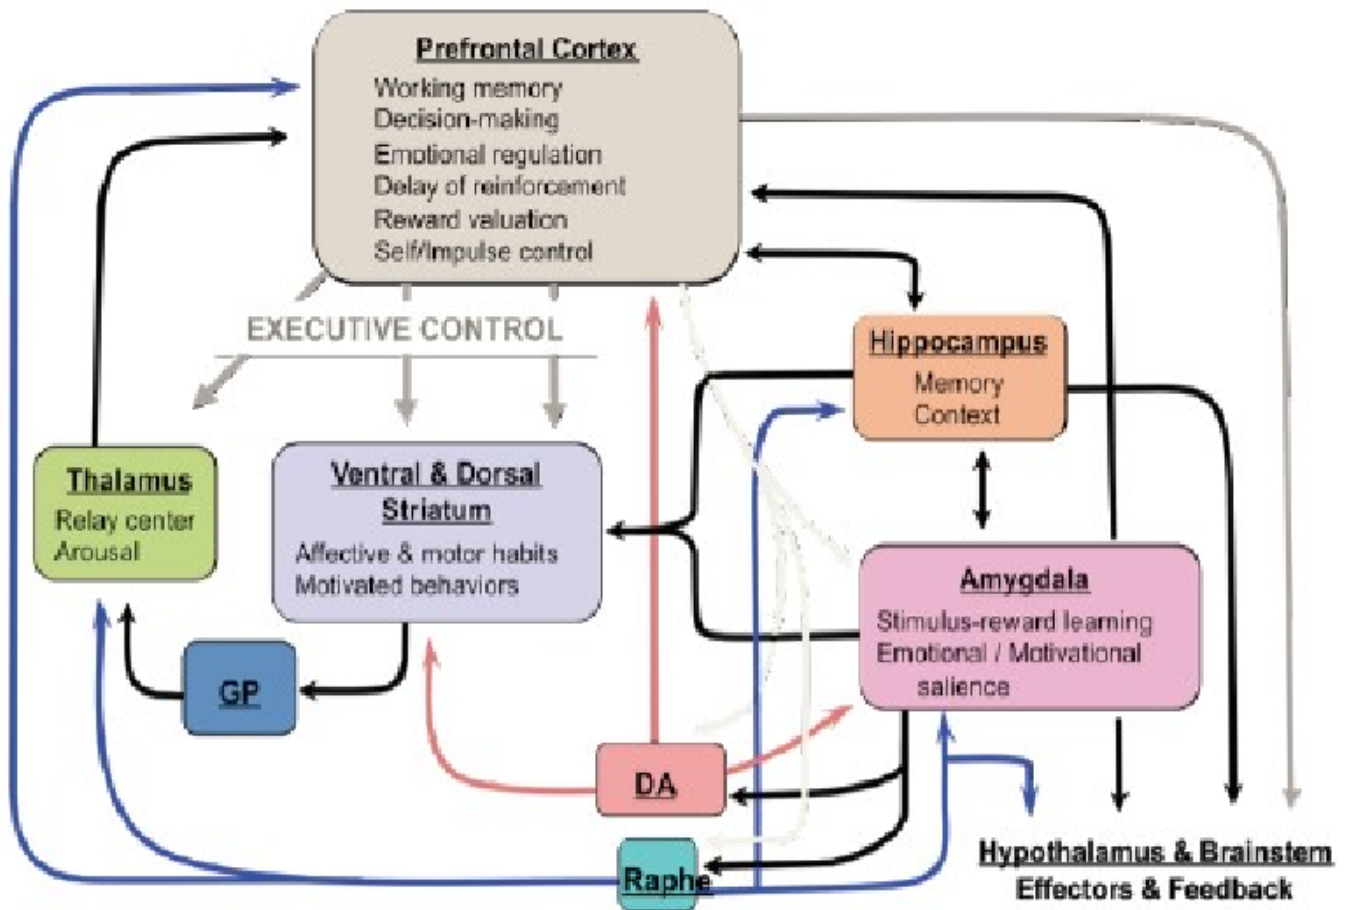 Prefrontal Cortex
Working memory
Decision-making
Emotional regulation
Delay of reinforcement
Reward valuation
Self/Impulse control
EXECUTIVE CONTROL
Hippocampus
Memory
Context
Thalamus
Relay center
Arousal
Ventral & Dorsal
Striatum
Affective & motor habits
Motivated behaviors
Amygdala
Stimulus-reward learning
Emotional / Motivational
salience
GP
DA
Raphe
Hypothalamus & Brainstem
Effectors & Feedback